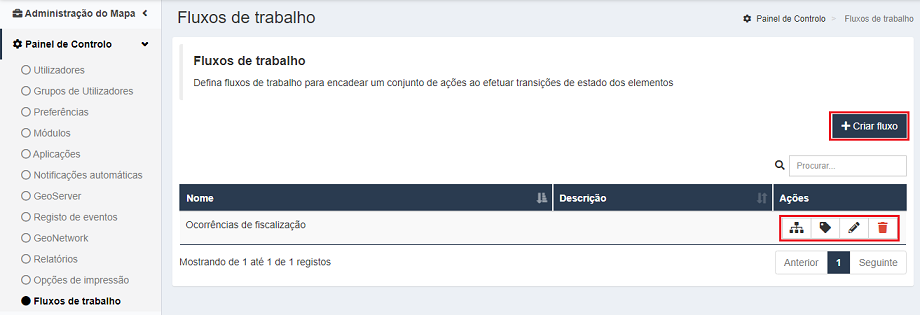 Administração do Mapa
Painel de Controlo
Utilizadores
Grupos de Utilizadores
Preferências
Módulos
Aplicações
Notificações automáticas
GeoServer
Registo de eventos
GeoNetwork
Relatórios
Opções de impressão
Fluxos de trabalho
Fluxos de trabalho
Painel de Controlo > Fluxos de trabalho
Fluxos de trabalho
Defina fluxos de trabalho para encadear um conjunto de ações ao efetuar transições de estado dos elementos
+ Criar fluxo
Procurar...
Nome Descrição Ações
Ocorrências de fiscalização
Mostrando de 1 até 1 de 1 registos
Anterior 1 Seguinte